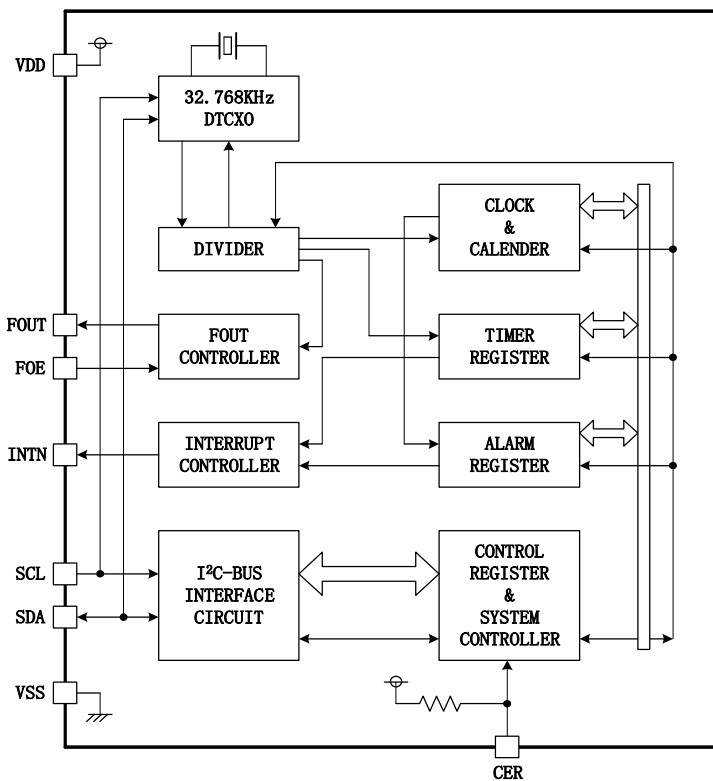 VDD
32.768KHz
DTCXO
CLOCK
&
CALENDER
DIVIDER
FOUT
FOUT
CONTROLLER
FOE
TIMER
REGISTER
INTN
INTERRUPT
CONTROLLER
ALARM
REGISTER
SCL
SDA
I²C-BUS
INTERFACE
CIRCUIT
CONTROL
REGISTER
&
SYSTEM
CONTROLLER
VSS
CER